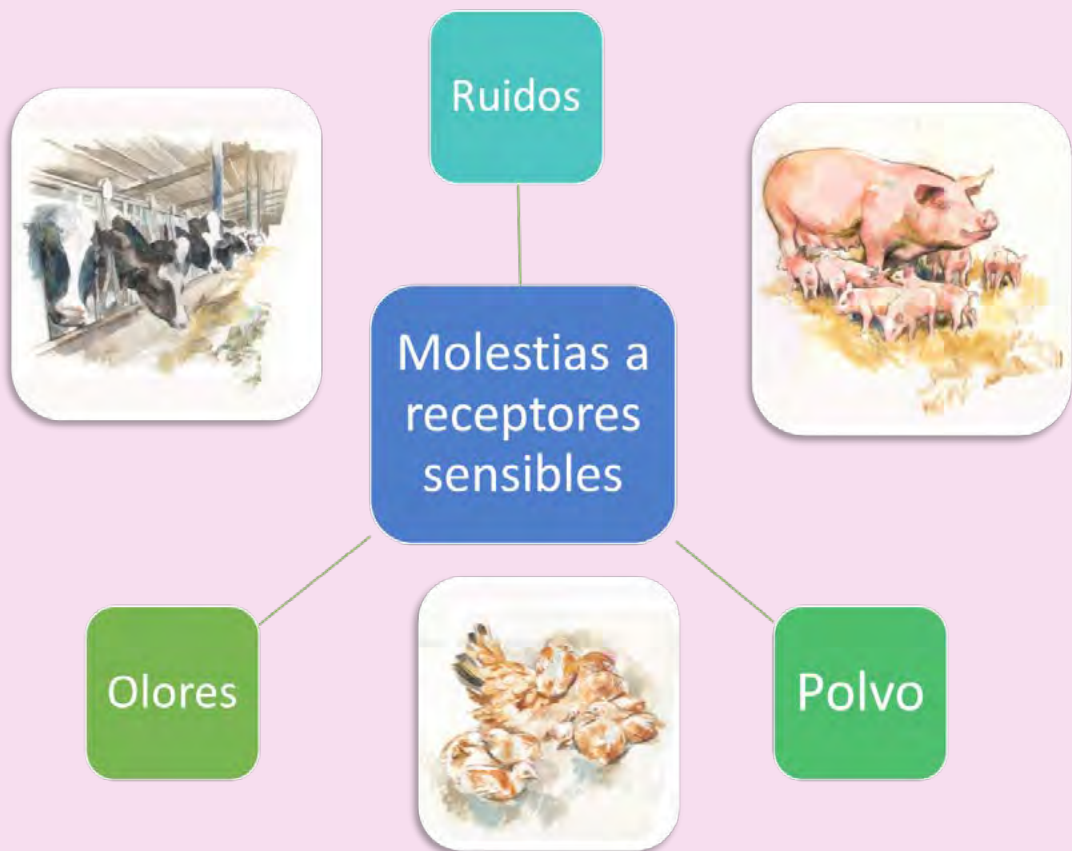 Ruidos
Molestias a
receptores
sensibles
Olores
Polvo